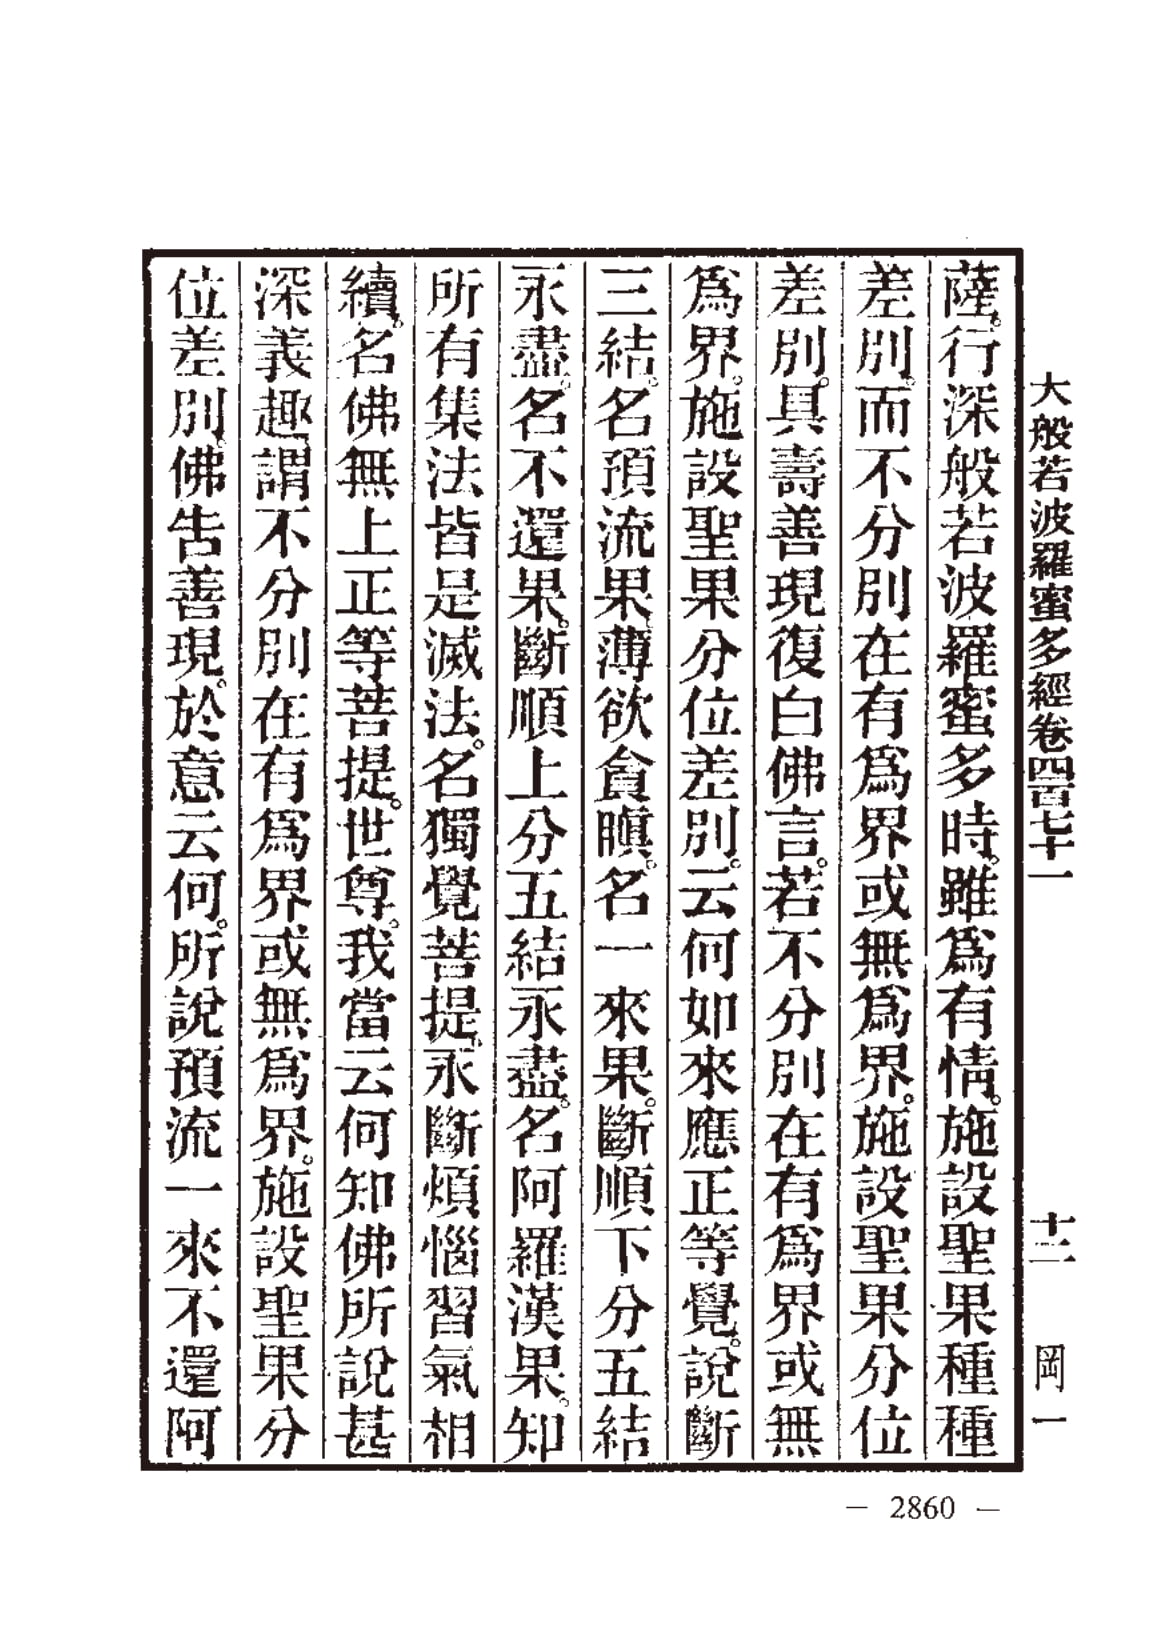 大般若波羅蜜多經卷四百七十一 十二 岡一
薩。行深般若波羅蜜多時。雖爲有情。施設聖果種種
差別。而不分別在有爲界或無爲界。施設聖果分位
差別。具壽善現復白佛言。若不分別在有爲界或無
爲界。施設聖果分位差別。云何如來應正等覺。說斷
三結。名預流果。薄欲貪瞋。名一來果。斷順下分五結
永盡。名不還果。斷順上分五結永盡。名阿羅漢果。知
所有集法皆是滅法。名獨覺菩提。永斷煩惱習氣相
續。名佛無上正等菩提。世尊。我當云何知佛所說甚
深義趣。謂不分別在有爲界或無爲界。施設聖果分
位差別。佛告善現。於意云何。所說預流一來不還阿
— 2860 —